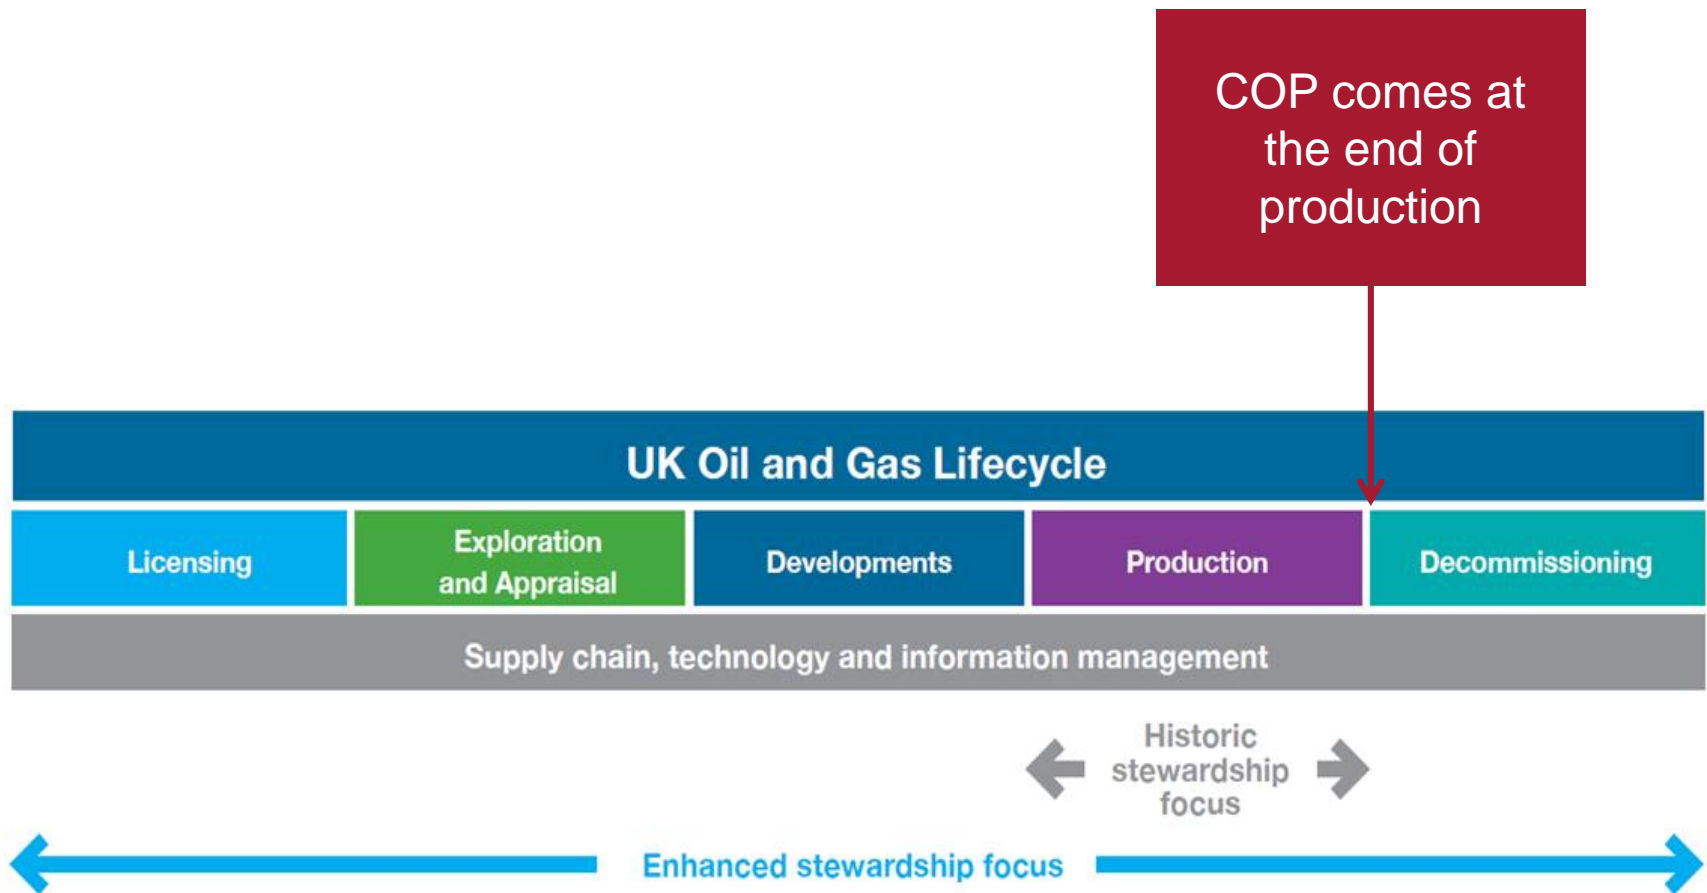 COP comes at
the end of
production
UK Oil and Gas Lifecycle
Licensing
Exploration
and Appraisal
Developments
Production
Decommissioning
Supply chain, technology and information management
Historic
stewardship
focus
Enhanced stewardship focus